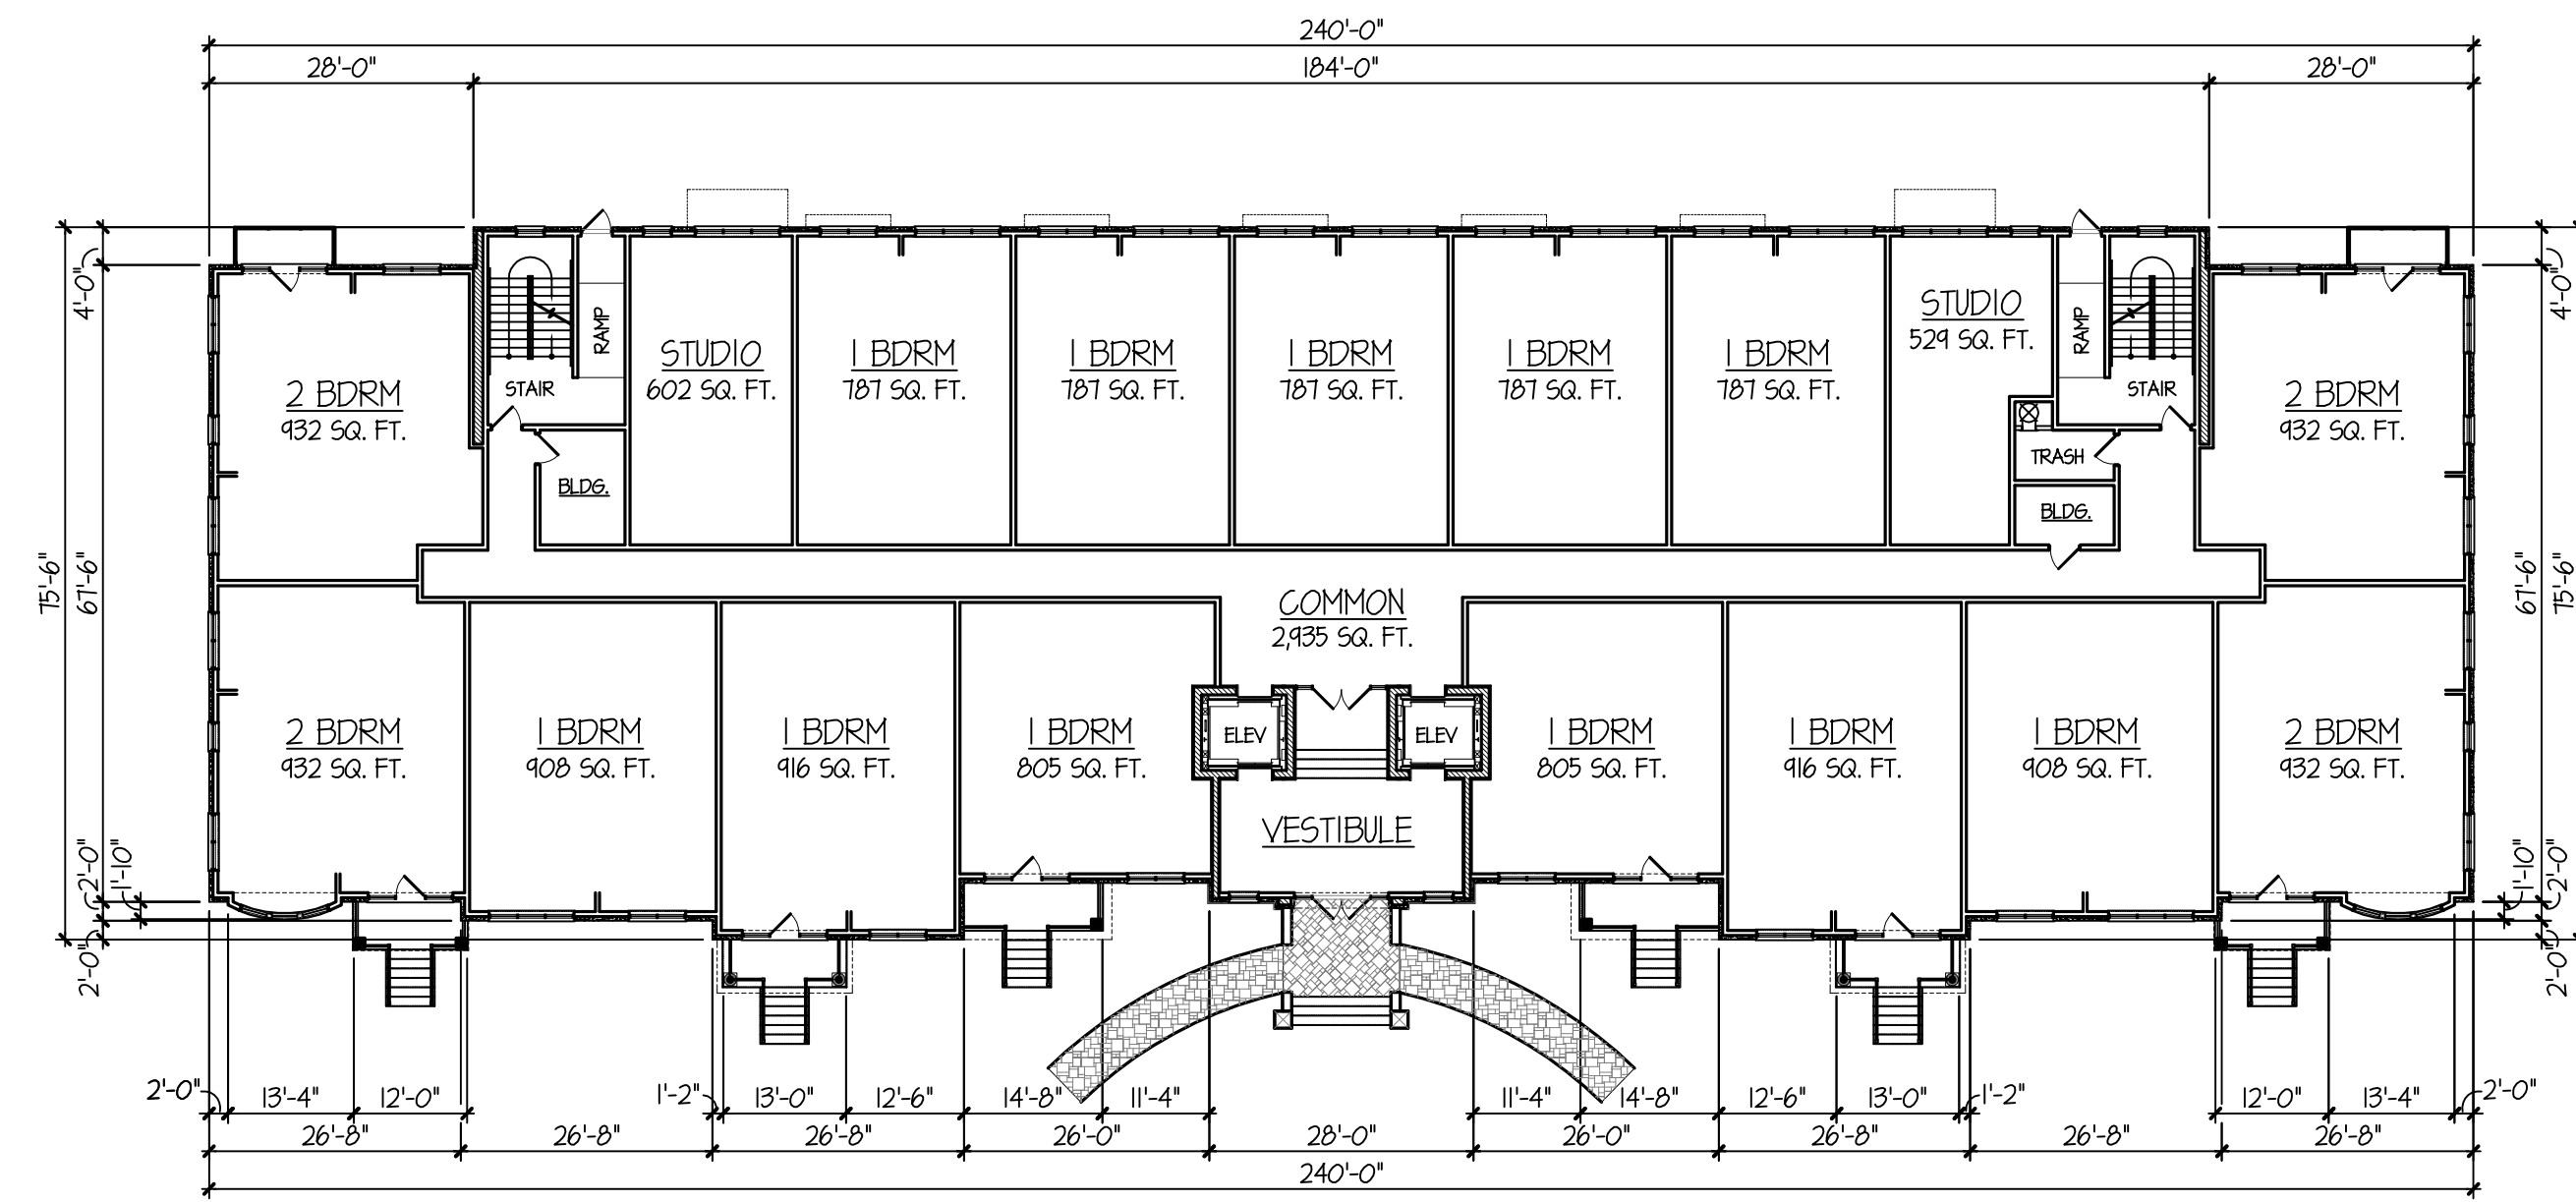 240'-0"
28'-0"
184'-0"
28'-0"
4'-0"
75'-6"
67'-6"
2'-0"
1'-10"
2'-0"
2 BDRM
932 SQ. FT.
STAIR
RAMP
BLDG.
STUDIO
602 SQ. FT.
1 BDRM
787 SQ. FT.
1 BDRM
787 SQ. FT.
1 BDRM
787 SQ. FT.
1 BDRM
787 SQ. FT.
1 BDRM
787 SQ. FT.
STUDIO
529 SQ. FT.
RAMP
STAIR
TRASH
BLDG.
2 BDRM
932 SQ. FT.
4'-0"
67'-6"
75'-6"
COMMON
2,935 SQ. FT.
2 BDRM
932 SQ. FT.
1 BDRM
908 SQ. FT.
1 BDRM
916 SQ. FT.
1 BDRM
805 SQ. FT.
ELEV
ELEV
VESTIBULE
1 BDRM
805 SQ. FT.
1 BDRM
916 SQ. FT.
1 BDRM
908 SQ. FT.
2 BDRM
932 SQ. FT.
1'-10"
2'-0"
2'-0"
2'-0"
13'-4"
12'-0"
1'-2"
13'-0"
12'-6"
14'-8"
11'-4"
11'-4"
14'-8"
12'-6"
13'-0"
1'-2"
12'-0"
13'-4"
2'-0"
26'-8"
26'-8"
26'-8"
26'-0"
28'-0"
26'-0"
26'-8"
26'-8"
26'-8"
240'-0"